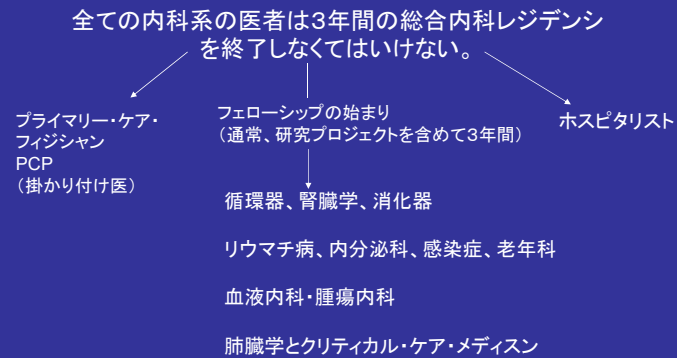 全ての内科系の医者は3年間の総合内科レジデンシ
を終了しなくてはいけない。
プライマリー・ケア・
フィジシャン
PCP
(掛かり付け医)
フェローシップの始まり
(通常、研究プロジェクトを含めて3年間)
ホスピタリスト
循環器、腎臓学、消化器
リウマチ病、内分泌科、感染症、老年科
血液内科・腫瘍内科
肺臓学とクリティカル・ケア・メディスン